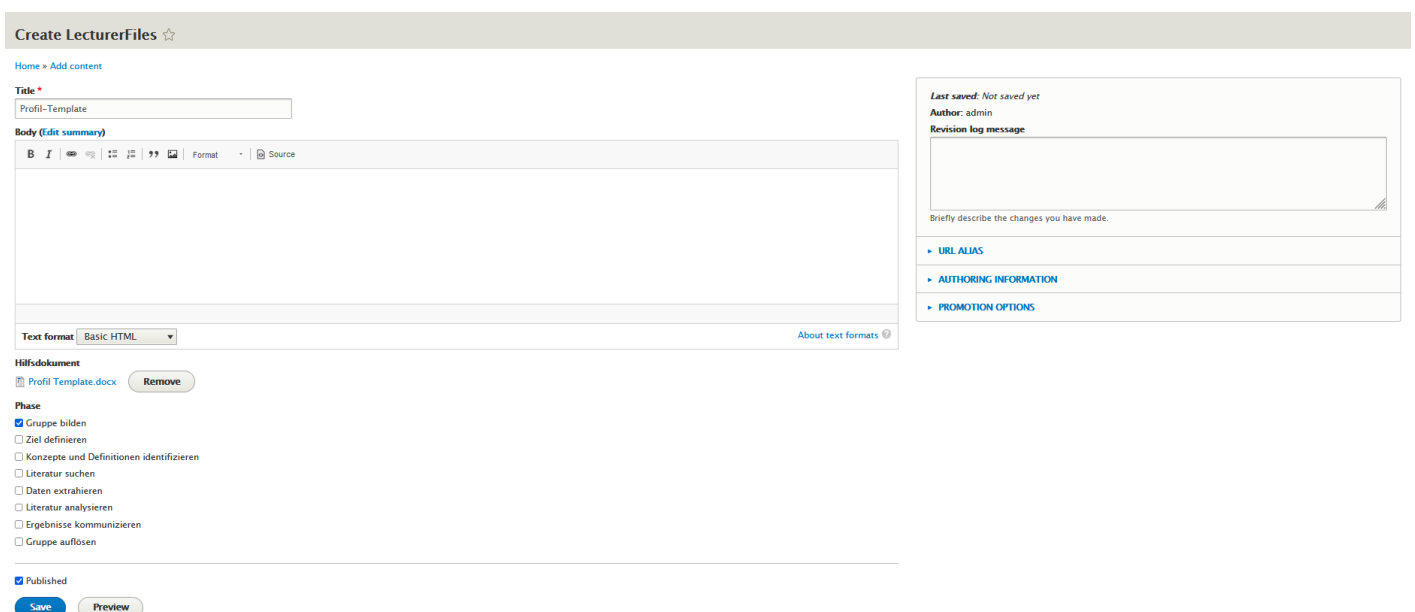 Create LecturerFiles
Home » Add content
Title *
Profil-Template
Body (Edit summary)
B I Format Source
Text format Basic HTML
About text formats ?
Hilfsdokument
Profil Template.docx Remove
Phase
Gruppe bilden
Ziel definieren
Konzepte und Definitionen identifizieren
Literatur suchen
Daten extrahieren
Literatur analysieren
Ergebnisse kommunizieren
Gruppe auflösen
Published
Save Preview
Last saved: Not saved yet
Author: admin
Revision log message
Briefly describe the changes you have made.
URL ALIAS
AUTHORING INFORMATION
PROMOTION OPTIONS